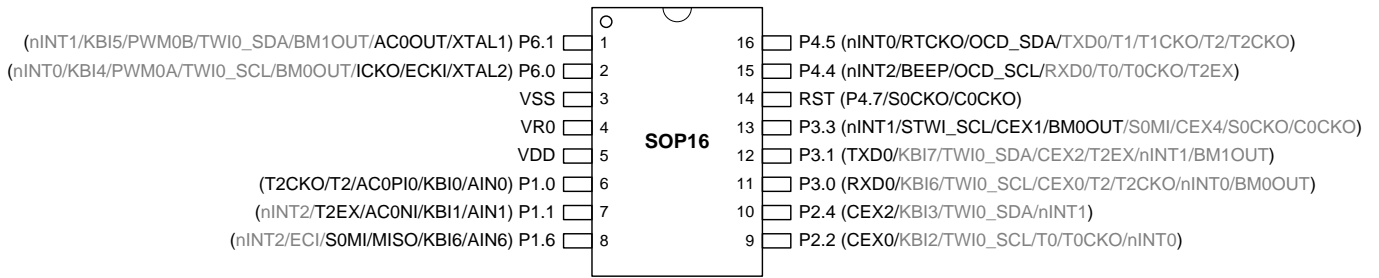 (nINT1/KBI5/PWM0B/TWI0_SDA/BM1OUT/AC0OUT/XTAL1) P6.1 1 16 P4.5 (nINT0/RTCKO/OCD_SDA/TXD0/T1/T1CKO/T2/T2CKO)
(nINT0/KBI4/PWM0A/TWI0_SCL/BM0OUT/ICKO/ECKI/XTAL2) P6.0 2 15 P4.4 (nINT2/BEEP/OCD_SCL/RXD0/T0/T0CKO/T2EX)
VSS 3 14 RST (P4.7/S0CKO/C0CKO)
VR0 4 13 P3.3 (nINT1/STWI_SCL/CEX1/BM0OUT/S0MI/CEX4/S0CKO/C0CKO)
SOP16
VDD 5 12 P3.1 (TXD0/KBI7/TWI0_SDA/CEX2/T2EX/nINT1/BM1OUT)
(T2CKO/T2/AC0PI0/KBI0/AIN0) P1.0 6 11 P3.0 (RXD0/KBI6/TWI0_SCL/CEX0/T2/T2CKO/nINT0/BM0OUT)
(nINT2/T2EX/AC0NI/KBI1/AIN1) P1.1 7 10 P2.4 (CEX2/KBI3/TWI0_SDA/nINT1)
(nINT2/ECI/S0MI/MISO/KBI6/AIN6) P1.6 8 9 P2.2 (CEX0/KBI2/TWI0_SCL/T0/T0CKO/nINT0)